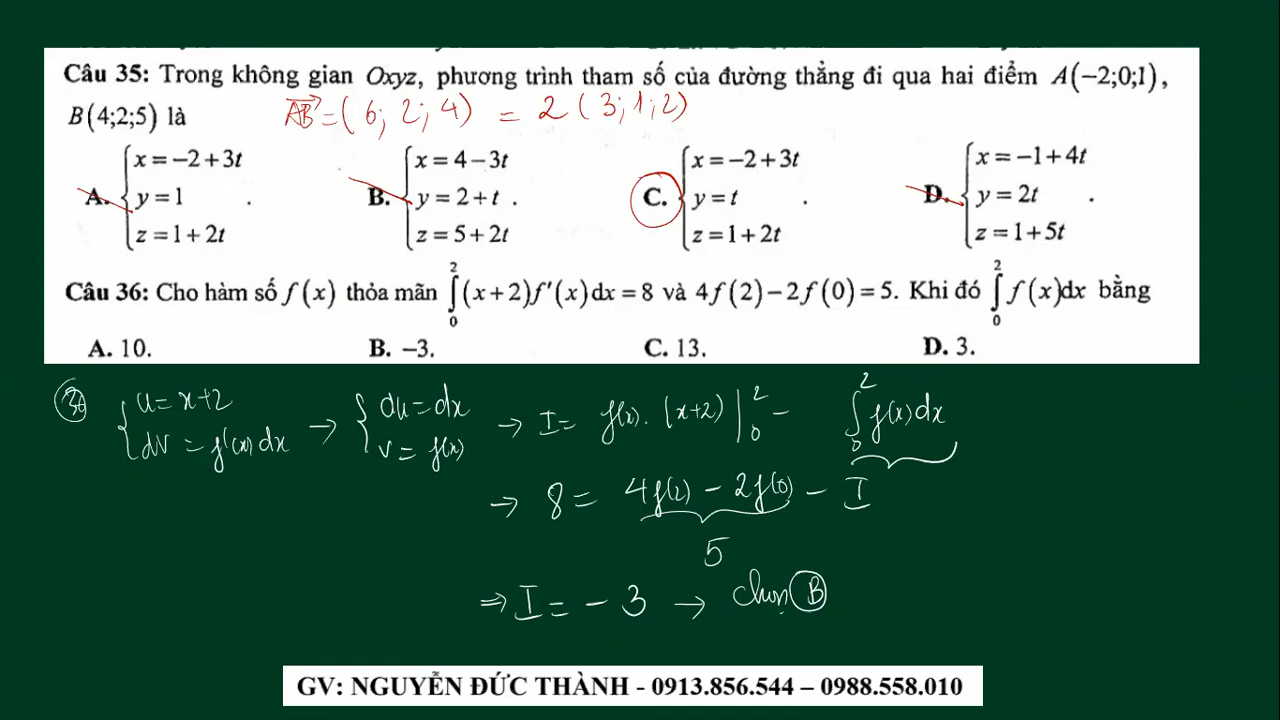 Câu 35: Trong không gian Oxyz, phương trình tham số của đường thẳng đi qua hai điểm A(−2;0;1),
B(4;2;5) là
AB = (6; 2; 4) = 2 (3; 1; 2)
A. { x = −2 + 3t
y = 1 .
z = 1 + 2t
B. { x = 4 − 3t
y = 2 + t .
z = 5 + 2t
C. { x = −2 + 3t
y = t .
z = 1 + 2t
D. { x = −1 + 4t
y = 2t .
z = 1 + 5t
Câu 36: Cho hàm số f(x) thỏa mãn ∫₀² (x+2)f'(x)dx = 8 và 4f(2) − 2f(0) = 5. Khi đó ∫₀² f(x)dx bằng
A. 10. B. −3. C. 13. D. 3.
36 { u = x+2
dv = f'(x) dx
→ { du = dx
v = f(x)
→ I = f(x). (x+2) |₀² − ∫₀² f(x) dx
→ 8 = 4f(2) − 2f(0) − I
5
⇒ I = − 3 → chọn B
GV: NGUYỄN ĐỨC THÀNH - 0913.856.544 – 0988.558.010